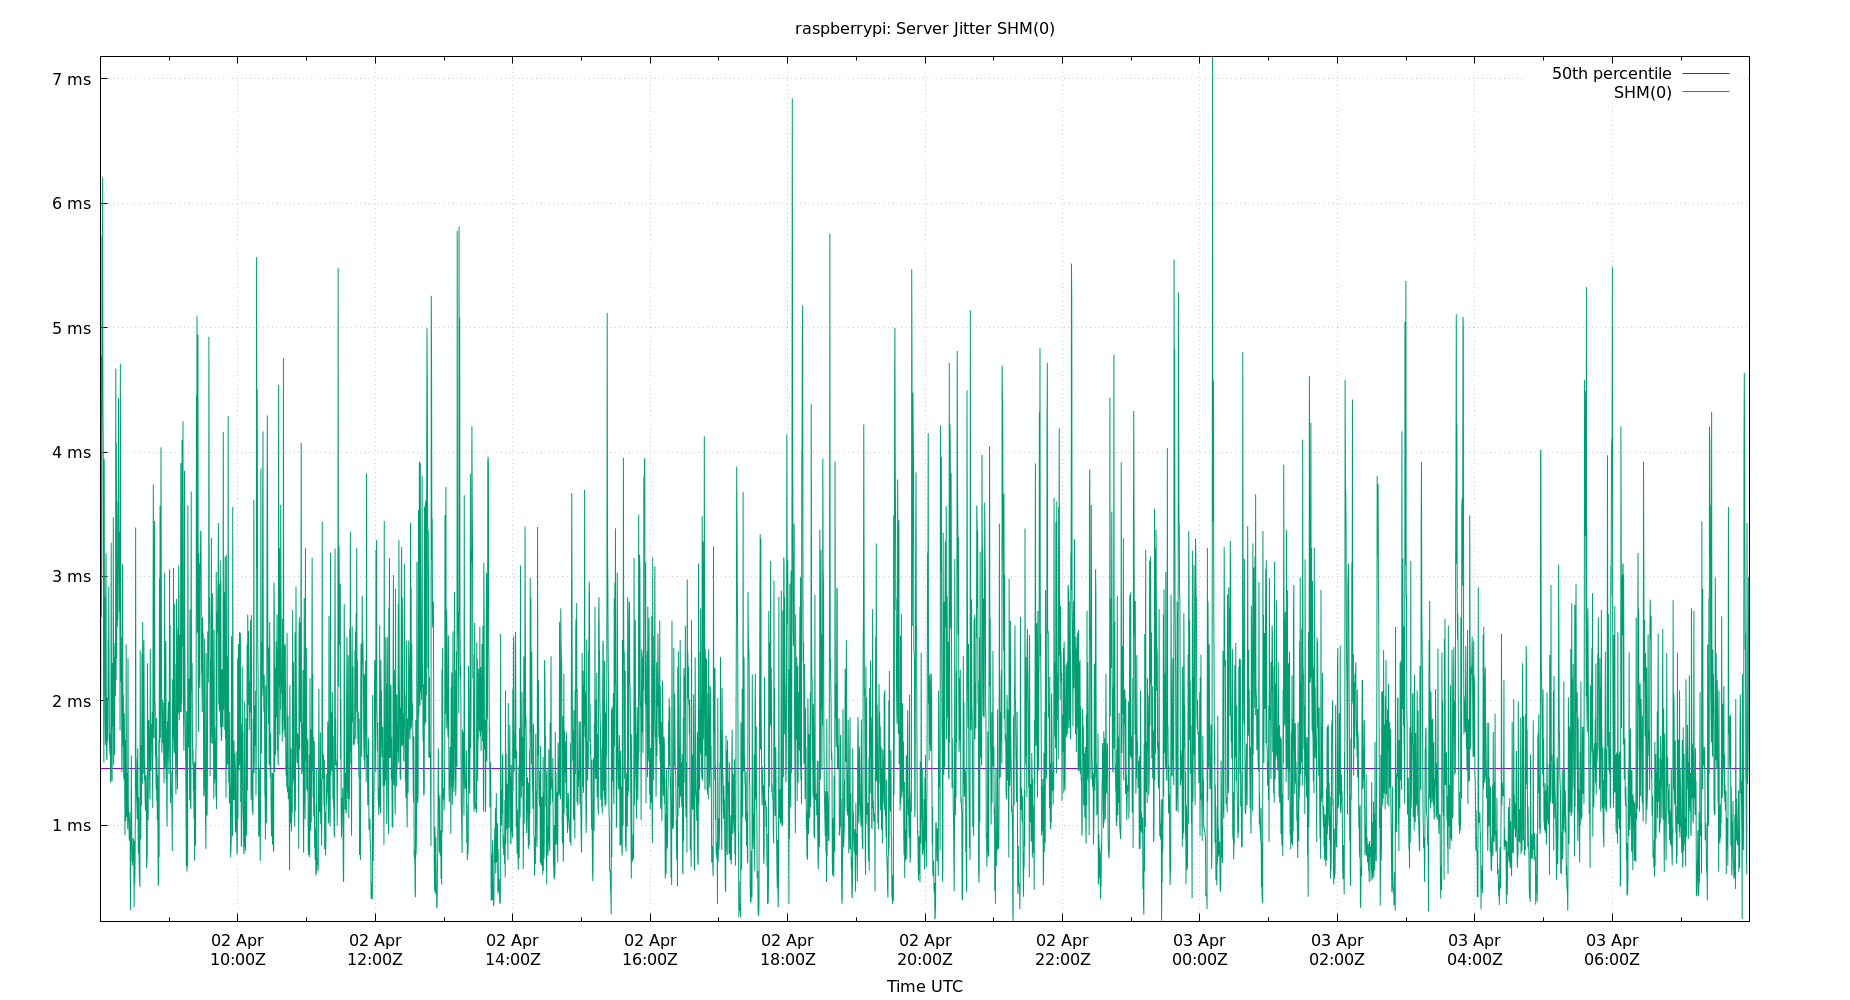 raspberrypi: Server Jitter SHM(0)
50th percentile
SHM(0)
7 ms
6 ms
5 ms
4 ms
3 ms
2 ms
1 ms
02 Apr 02 Apr 02 Apr 02 Apr 02 Apr 02 Apr 02 Apr 03 Apr 03 Apr 03 Apr 03 Apr
10:00Z 12:00Z 14:00Z 16:00Z 18:00Z 20:00Z 22:00Z 00:00Z 02:00Z 04:00Z 06:00Z
Time UTC